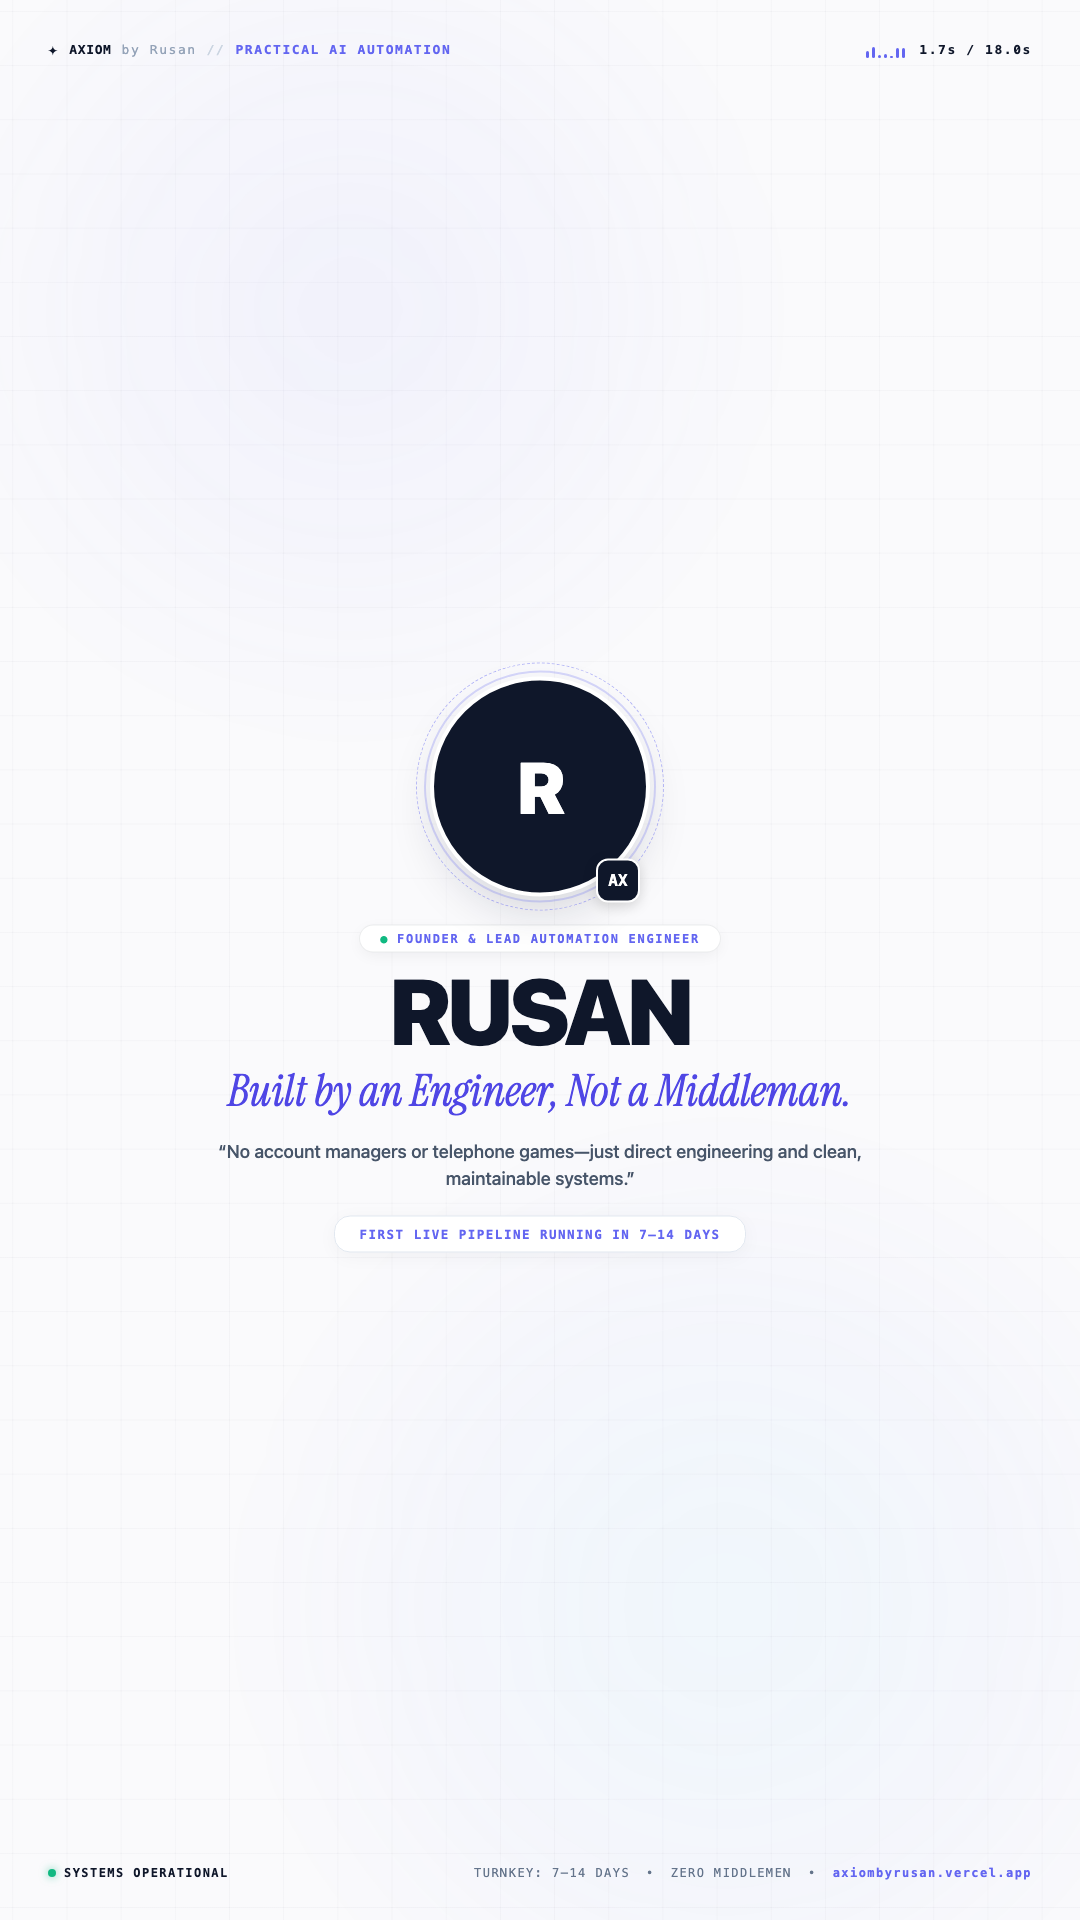 ✦ AXIOM by Rusan // PRACTICAL AI AUTOMATION
1.7s / 18.0s
R
AX
FOUNDER & LEAD AUTOMATION ENGINEER
RUSAN
Built by an Engineer, Not a Middleman.
“No account managers or telephone games—just direct engineering and clean,
maintainable systems.”
FIRST LIVE PIPELINE RUNNING IN 7–14 DAYS
SYSTEMS OPERATIONAL
TURNKEY: 7–14 DAYS • ZERO MIDDLEMEN • axiombyrusan.vercel.app